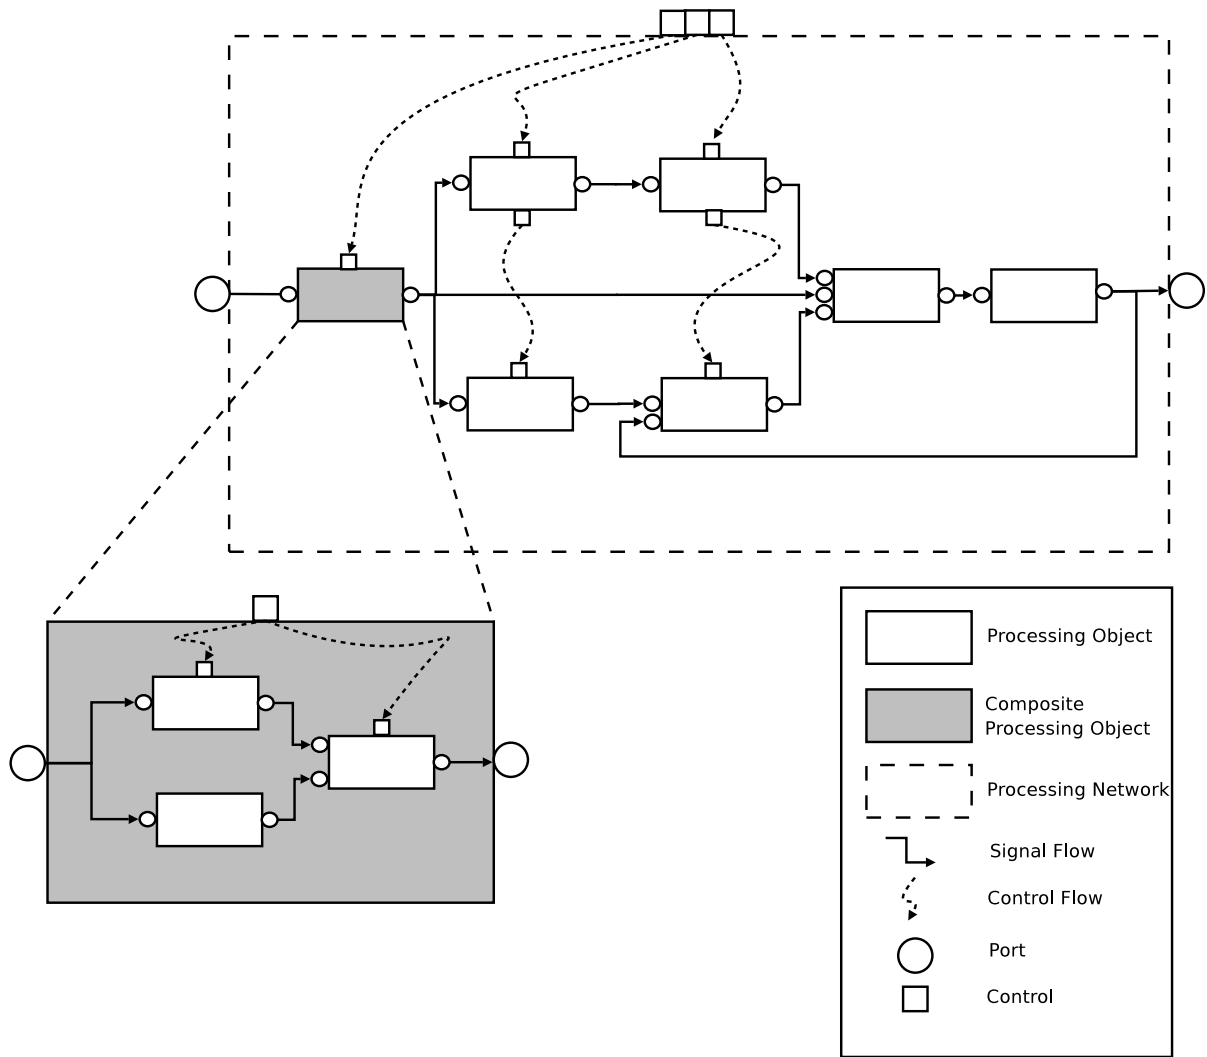 Processing Object
Composite
Processing Object
Processing Network
Signal Flow
Control Flow
Port
Control